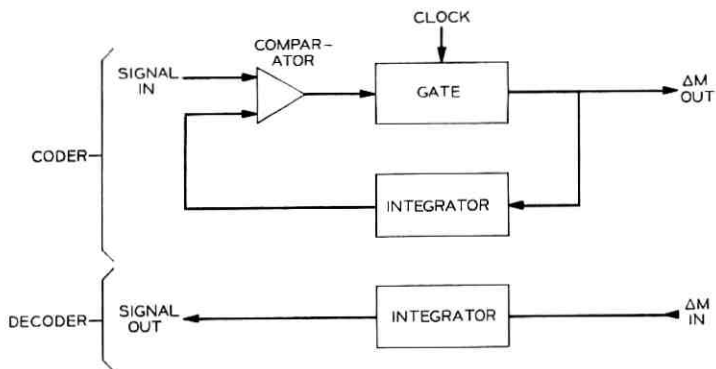 CLOCK
COMPAR-
ATOR
SIGNAL
IN
GATE
ΔM
OUT
CODER
INTEGRATOR
DECODER
SIGNAL
OUT
INTEGRATOR
ΔM
IN